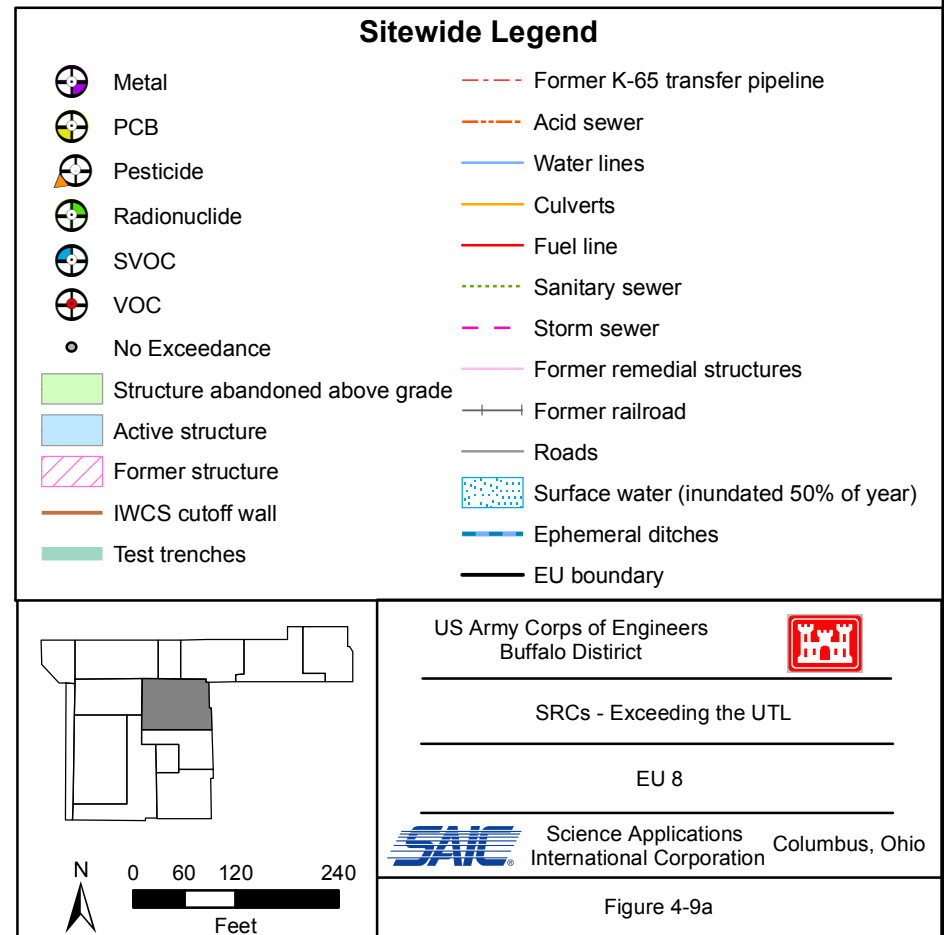 Sitewide Legend
Metal
PCB
Pesticide
Radionuclide
SVOC
VOC
No Exceedance
Structure abandoned above grade
Active structure
Former structure
IWCS cutoff wall
Test trenches
Former K-65 transfer pipeline
Acid sewer
Water lines
Culverts
Fuel line
Sanitary sewer
Storm sewer
Former remedial structures
Former railroad
Roads
Surface water (inundated 50% of year)
Ephemeral ditches
EU boundary
N
0 60 120 240
Feet
US Army Corps of Engineers
Buffalo Distirict
SRCs - Exceeding the UTL
EU 8
SAIC®
Science Applications
International Corporation
Columbus, Ohio
Figure 4-9a